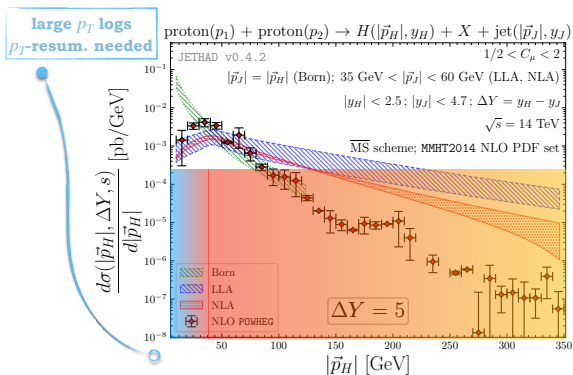 large p_T logs
p_T-resum. needed
proton(p₁) + proton(p₂) → H(|p⃗_H|, y_H) + X + jet(|p⃗_J|, y_J)
JETHAD v0.4.2
1/2 < C_μ < 2
|p⃗_J| = |p⃗_H| (Born); 35 GeV < |p⃗_J| < 60 GeV (LLA, NLA)
|y_H| < 2.5; |y_J| < 4.7; ΔY = y_H − y_J
√s = 14 TeV
M̅S̅ scheme; MMHT2014 NLO PDF set
dσ(|p⃗_H|, ΔY, s) / d|p⃗_H| [pb/GeV]
10⁻¹
10⁻²
10⁻³
10⁻⁴
10⁻⁵
10⁻⁶
10⁻⁷
10⁻⁸
Born
LLA
NLA
NLO POWHEG
ΔY = 5
50 100 150 200 250 300 350
|p⃗_H| [GeV]